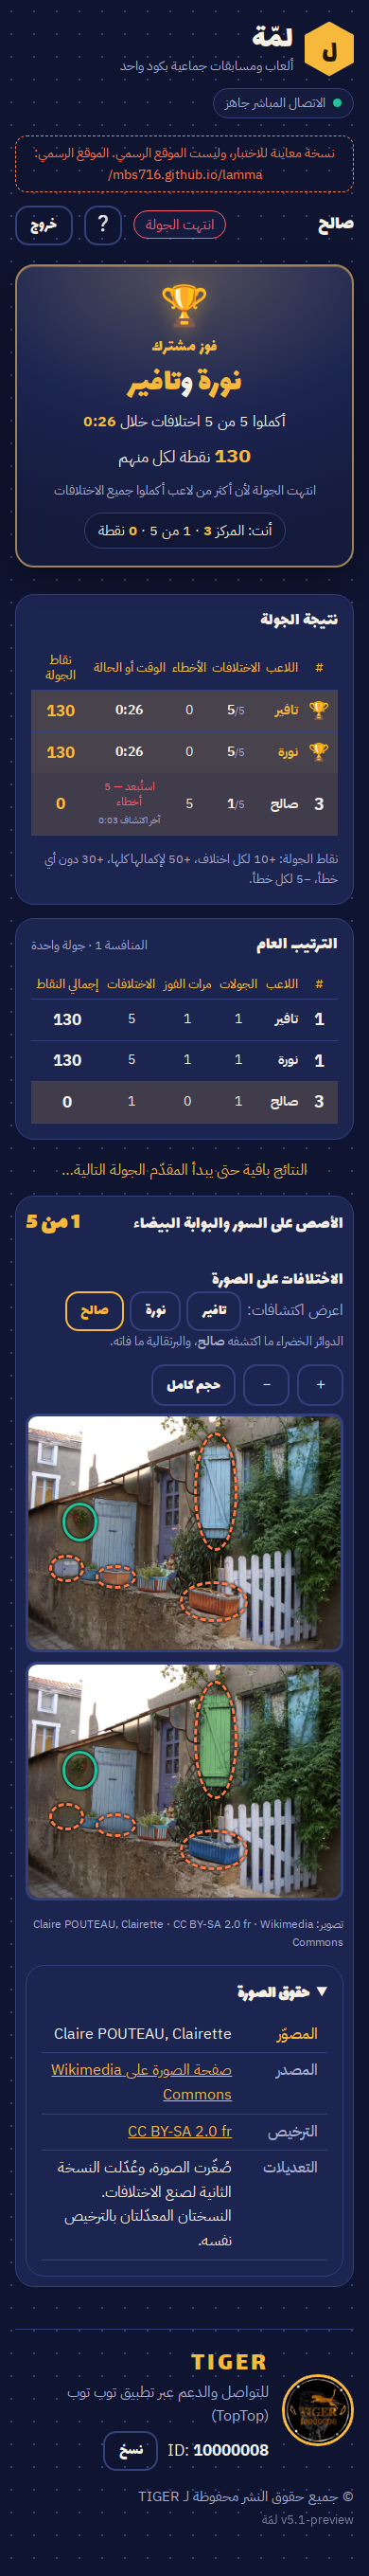 ل
لمّة
ألعاب ومسابقات جماعية بكود واحد
الاتصال المباشر جاهز
نسخة معاينة للاختبار، وليست الموقع الرسمي. الموقع الرسمي:
mbs716.github.io/lamma/
صالح
انتهت الجولة
?
خروج
فوز مشترك
نورة وتافير
أكملوا 5 من 5 اختلافات خلال 0:26
130 نقطة لكل منهم
انتهت الجولة لأن أكثر من لاعب أكملوا جميع الاختلافات
أنت: المركز 3 · 1 من 5 · 0 نقطة
نتيجة الجولة
# اللاعب الاختلافات الأخطاء الوقت أو الحالة نقاط الجولة
تافير 5/5 0 0:26 130
نورة 5/5 0 0:26 130
3 صالح 1/5 5 استُبعد — 5 أخطاء 0
آخر اكتشاف 0:03
نقاط الجولة: +10 لكل اختلاف، +50 لإكمالها كلها، +30 دون أي
خطأ، −5 لكل خطأ.
الترتيب العام
المنافسة 1 · جولة واحدة
# اللاعب الجولات مرات الفوز الاختلافات إجمالي النقاط
1 تافير 1 1 5 130
1 نورة 1 1 5 130
3 صالح 1 0 1 0
النتائج باقية حتى يبدأ المقدّم الجولة التالية...
الأصص على السور والبوابة البيضاء
1 من 5
الاختلافات على الصورة
اعرض اكتشافات: تافير نورة صالح
الدوائر الخضراء ما اكتشفه صالح، والبرتقالية ما فاته.
+ − حجم كامل
تصوير: Claire POUTEAU, Clairette · CC BY-SA 2.0 fr · Wikimedia
Commons
▼ حقوق الصورة
المصوّر Claire POUTEAU, Clairette
المصدر صفحة الصورة على Wikimedia
Commons
الترخيص CC BY-SA 2.0 fr
التعديلات صُغّرت الصورة، وعُدّلت النسخة
الثانية لصنع الاختلافات.
النسختان المعدّلتان بالترخيص
نفسه.
TIGER
للتواصل والدعم عبر تطبيق توب توب
(TopTop)
ID: 10000008 نسخ
© جميع حقوق النشر محفوظة لـ TIGER
لمّة v5.1-preview